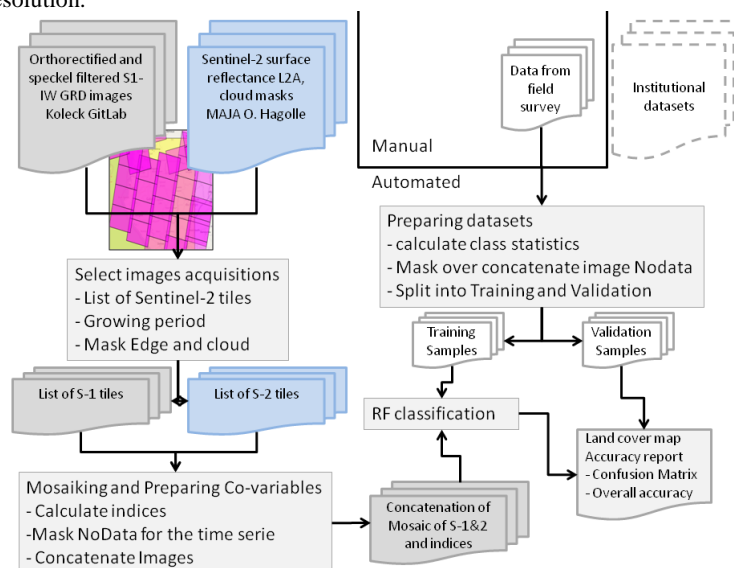 resolution.
Orthorectified and
speckel filtered S1-
IW GRD images
Koleck GitLab
Sentinel-2 surface
reflectance L2A,
cloud masks
MAJA O. Hagolle
Data from
field
survey
Institutional
datasets
Manual
Automated
Preparing datasets
- calculate class statistics
- Mask over concatenate image Nodata
- Split into Training and Validation
Select images acquisitions
- List of Sentinel-2 tiles
- Growing period
- Mask Edge and cloud
Training
Samples
Validation
Samples
List of S-1 tiles
List of S-2 tiles
RF classification
Land cover map
Accuracy report
- Confusion Matrix
- Overall accuracy
Mosaiking and Preparing Co-variables
- Calculate indices
-Mask NoData for the time serie
- Concatenate Images
Concatenation of
Mosaic of S-1&2
and indices